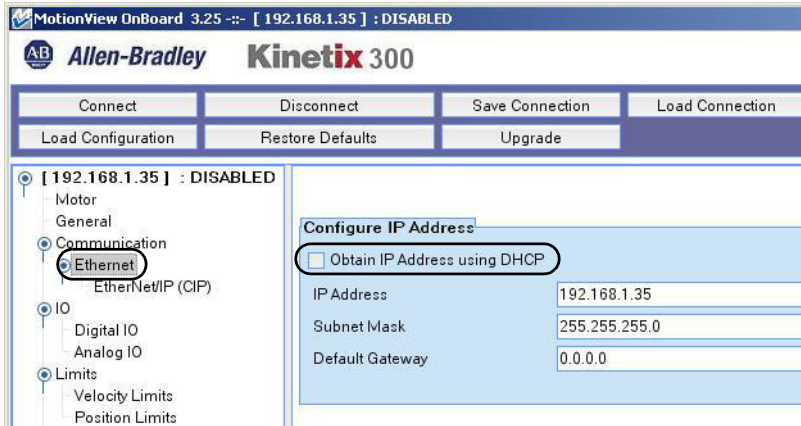 MotionView OnBoard 3.25 -::- [ 192.168.1.35 ] : DISABLED
AB Allen-Bradley Kinetix 300
Connect Disconnect Save Connection Load Connection
Load Configuration Restore Defaults Upgrade
[ 192.168.1.35 ] : DISABLED
Motor
General
Communication
Ethernet
EtherNet/IP (CIP)
IO
Digital IO
Analog IO
Limits
Velocity Limits
Position Limits
Configure IP Address
Obtain IP Address using DHCP
IP Address 192.168.1.35
Subnet Mask 255.255.255.0
Default Gateway 0.0.0.0